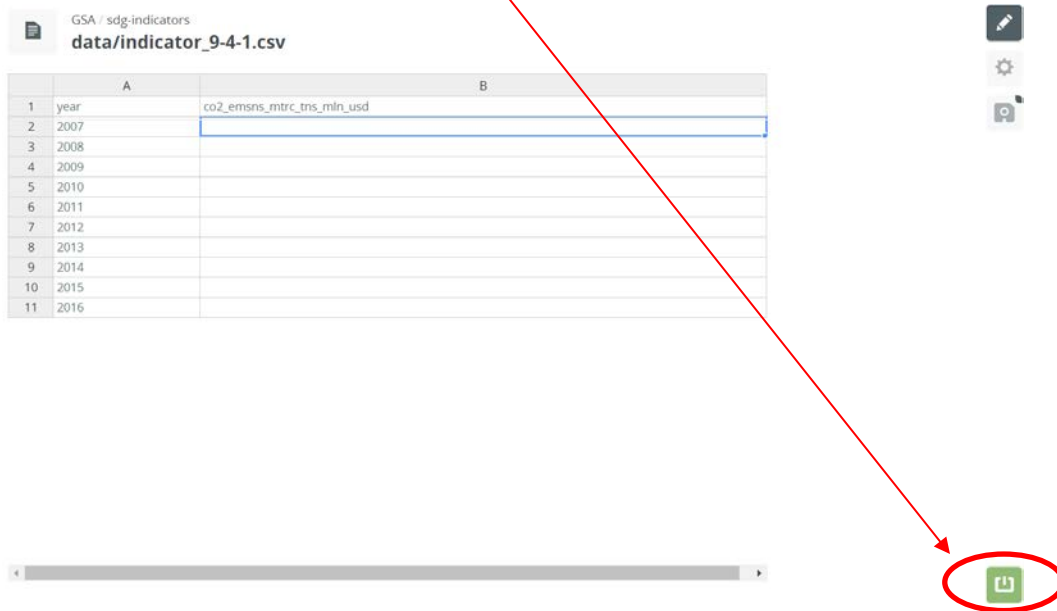 GSA / sdg-indicators
data/indicator_9-4-1.csv
A B
1 year co2_emsns_mtrc_tns_mln_usd
2 2007
3 2008
4 2009
5 2010
6 2011
7 2012
8 2013
9 2014
10 2015
11 2016